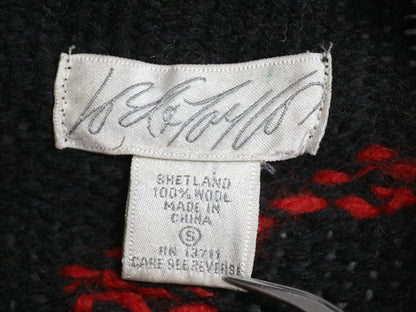 SHETLAND
100% WOOL
MADE IN
CHINA
S
RN 13711
CARE SEE REVERSE